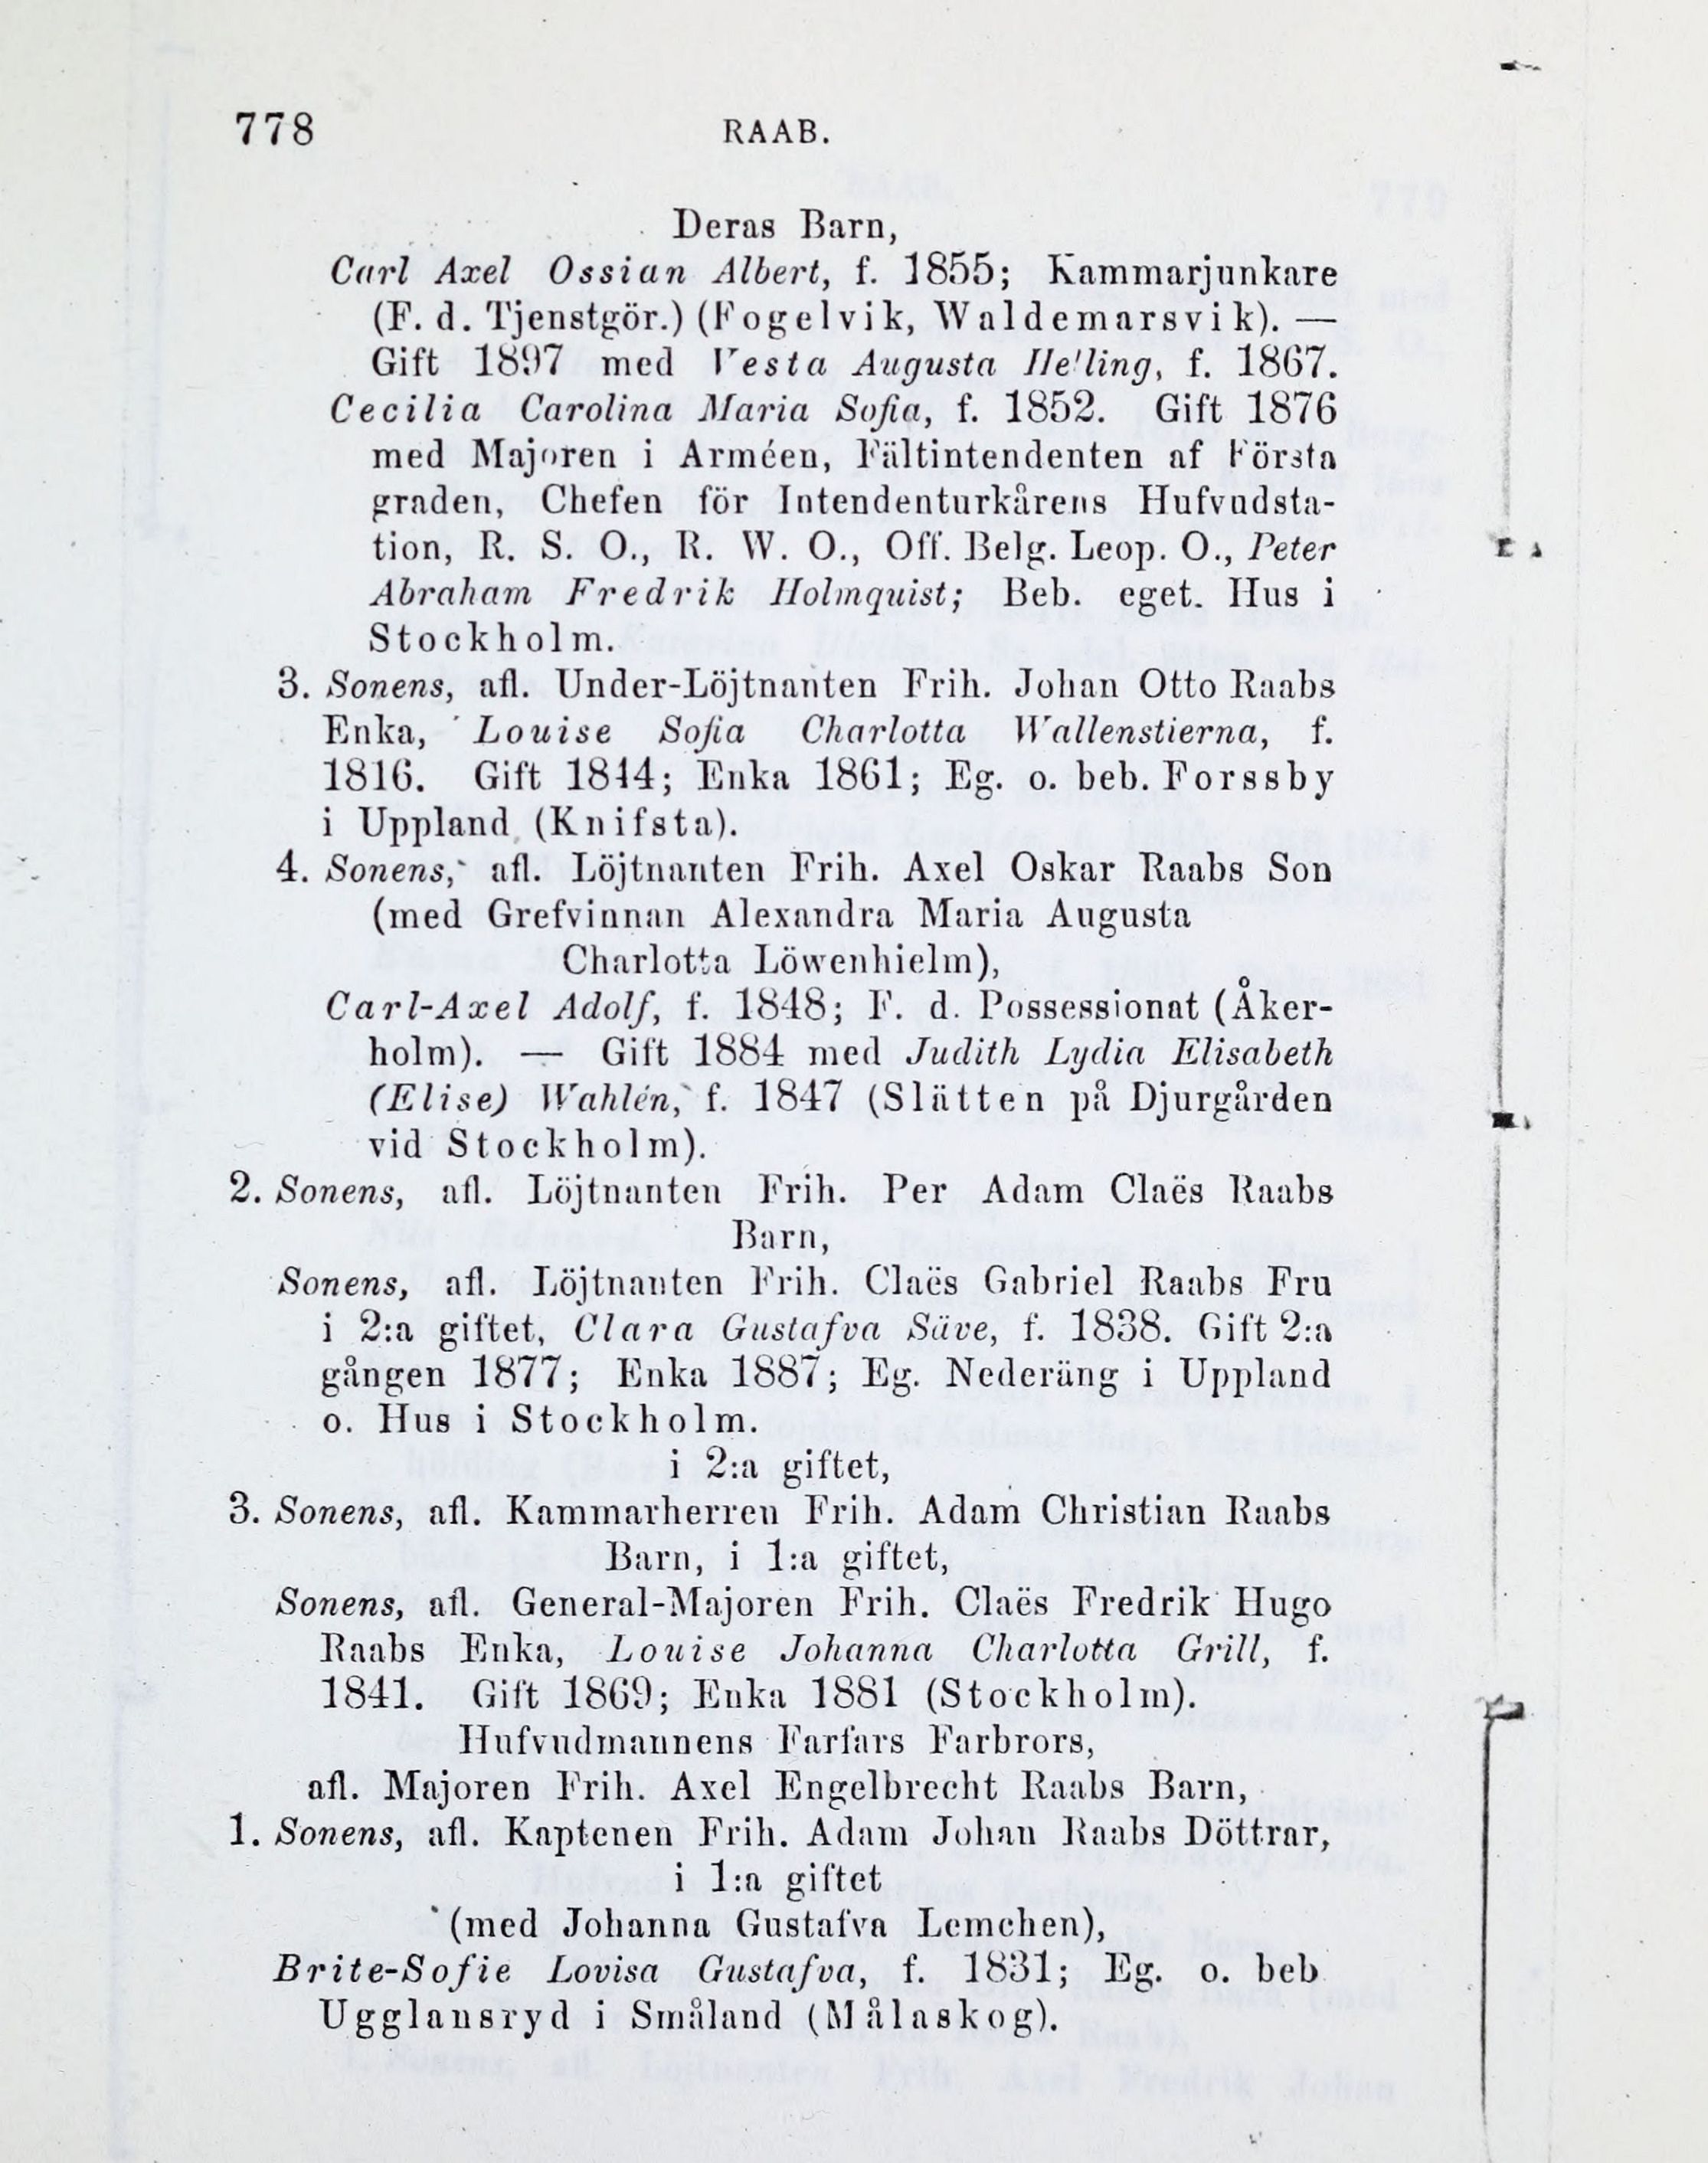 778
RAAB.
Deras Barn,
Carl Axel Ossian Albert, f. 1855; Kammarjunkare
(F. d. Tjenstgör.) (Fogelvik, Waldemarsvik). —
Gift 1897 med Vesta Augusta Helling, f. 1867.
Cecilia Carolina Maria Sofia, f. 1852. Gift 1876
med Majoren i Arméen, Fältintendenten af Första
graden, Chefen för Intendenturkårens Hufvudsta-
tion, R. S. O., R. W. O., Off. Belg. Leop. O., Peter
Abraham Fredrik Holmquist; Beb. eget. Hus i
Stockholm.
3. Sonens, afl. Under-Löjtnanten Frih. Johan Otto Raabs
Enka, Louise Sofia Charlotta Wallenstierna, f.
1816. Gift 1844; Enka 1861; Eg. o. beb. Forssby
i Uppland (Knifsta).
4. Sonens, afl. Löjtnanten Frih. Axel Oskar Raabs Son
(med Grefvinnan Alexandra Maria Augusta
Charlotta Löwenhielm),
Carl-Axel Adolf, f. 1848; F. d. Possessionat (Åker-
holm). — Gift 1884 med Judith Lydia Elisabeth
(Elise) Wahlén, f. 1847 (Slätten på Djurgården
vid Stockholm).
2. Sonens, afl. Löjtnanten Frih. Per Adam Claës Raabs
Barn,
Sonens, afl. Löjtnanten Frih. Claës Gabriel Raabs Fru
i 2:a giftet, Clara Gustafva Säve, f. 1838. Gift 2:a
gången 1877; Enka 1887; Eg. Nederäng i Uppland
o. Hus i Stockholm.
i 2:a giftet,
3. Sonens, afl. Kammarherren Frih. Adam Christian Raabs
Barn, i 1:a giftet,
Sonens, afl. General-Majoren Frih. Claës Fredrik Hugo
Raabs Enka, Louise Johanna Charlotta Grill, f.
1841. Gift 1869; Enka 1881 (Stockholm).
Hufvudmannens Farfars Farbrors,
afl. Majoren Frih. Axel Engelbrecht Raabs Barn,
1. Sonens, afl. Kaptenen Frih. Adam Johan Raabs Döttrar,
i 1:a giftet
(med Johanna Gustafva Lemchen),
Brite-Sofie Lovisa Gustafva, f. 1831; Eg. o. beb
Ugglansryd i Småland (Målaskog).